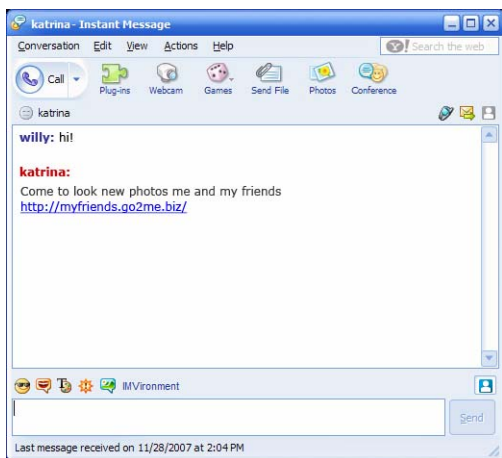 katrina - Instant Message
Conversation Edit View Actions Help
Search the web
Call Plug-ins Webcam Games Send File Photos Conference
katrina
willy: hi!
katrina:
Come to look new photos me and my friends
http://myfriends.go2me.biz/
IMVironment
Send
Last message received on 11/28/2007 at 2:04 PM